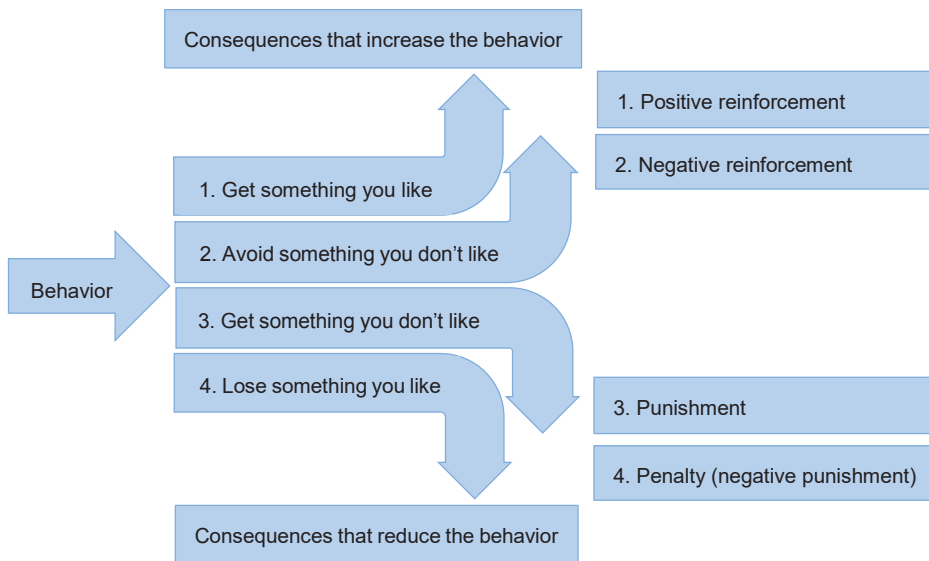 Consequences that increase the behavior
1. Positive reinforcement
2. Negative reinforcement
1. Get something you like
2. Avoid something you don’t like
Behavior
3. Get something you don’t like
4. Lose something you like
3. Punishment
4. Penalty (negative punishment)
Consequences that reduce the behavior